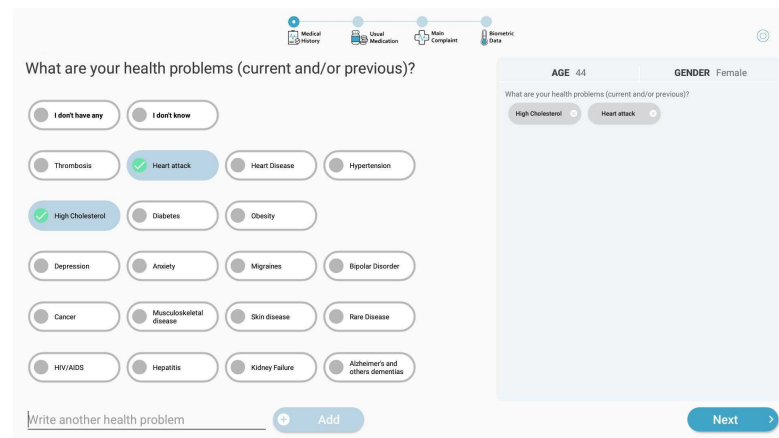 Medical History
Usual Medication
Main Complaint
Biometric Data
What are your health problems (current and/or previous)?
I don't have any
I don't know
Thrombosis
Heart attack
Heart Disease
Hypertension
High Cholesterol
Diabetes
Obesity
Depression
Anxiety
Migraines
Bipolar Disorder
Cancer
Musculoskeletal
disease
Skin disease
Rare Disease
HIV/AIDS
Hepatitis
Kidney Failure
Alzheimer's and
others dementias
Write another health problem
Add
AGE 44
GENDER Female
What are your health problems (current and/or previous)?
High Cholesterol
Heart attack
Next